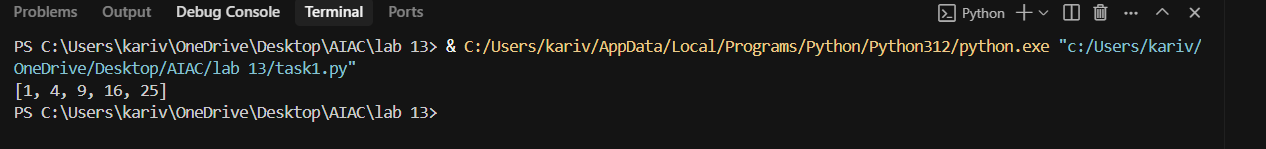 Problems Output Debug Console Terminal Ports Python
PS C:\Users\kariv\OneDrive\Desktop\AIAC\lab 13> & C:/Users/kariv/AppData/Local/Programs/Python/Python312/python.exe "c:/Users/kariv/
OneDrive/Desktop/AIAC/lab 13/task1.py"
[1, 4, 9, 16, 25]
PS C:\Users\kariv\OneDrive\Desktop\AIAC\lab 13>